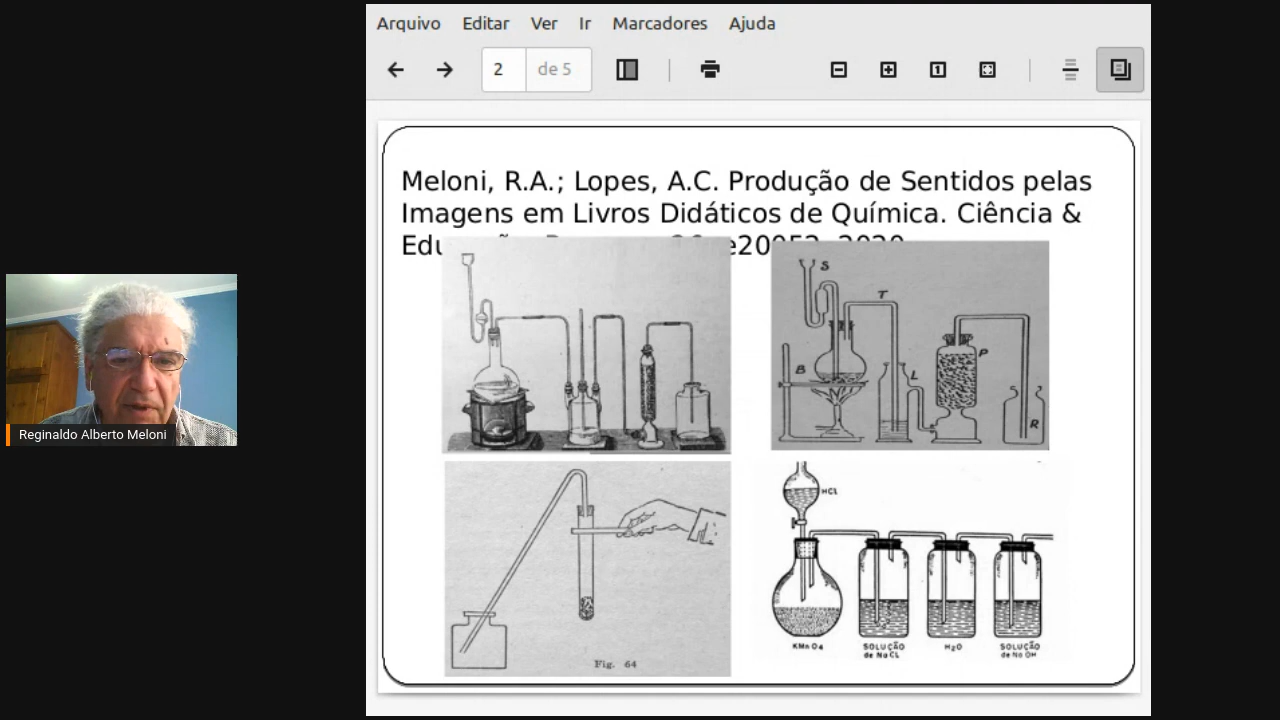 Arquivo Editar Ver Ir Marcadores Ajuda
2 de 5
1
Meloni, R.A.; Lopes, A.C. Produção de Sentidos pelas
Imagens em Livros Didáticos de Química. Ciência &
S
T
B
L
P
R
HCL
Fig. 64
KMnO4
SOLUÇÃO
de NaCL
H2O
SOLUÇÃO
de NaOH
Reginaldo Alberto Meloni